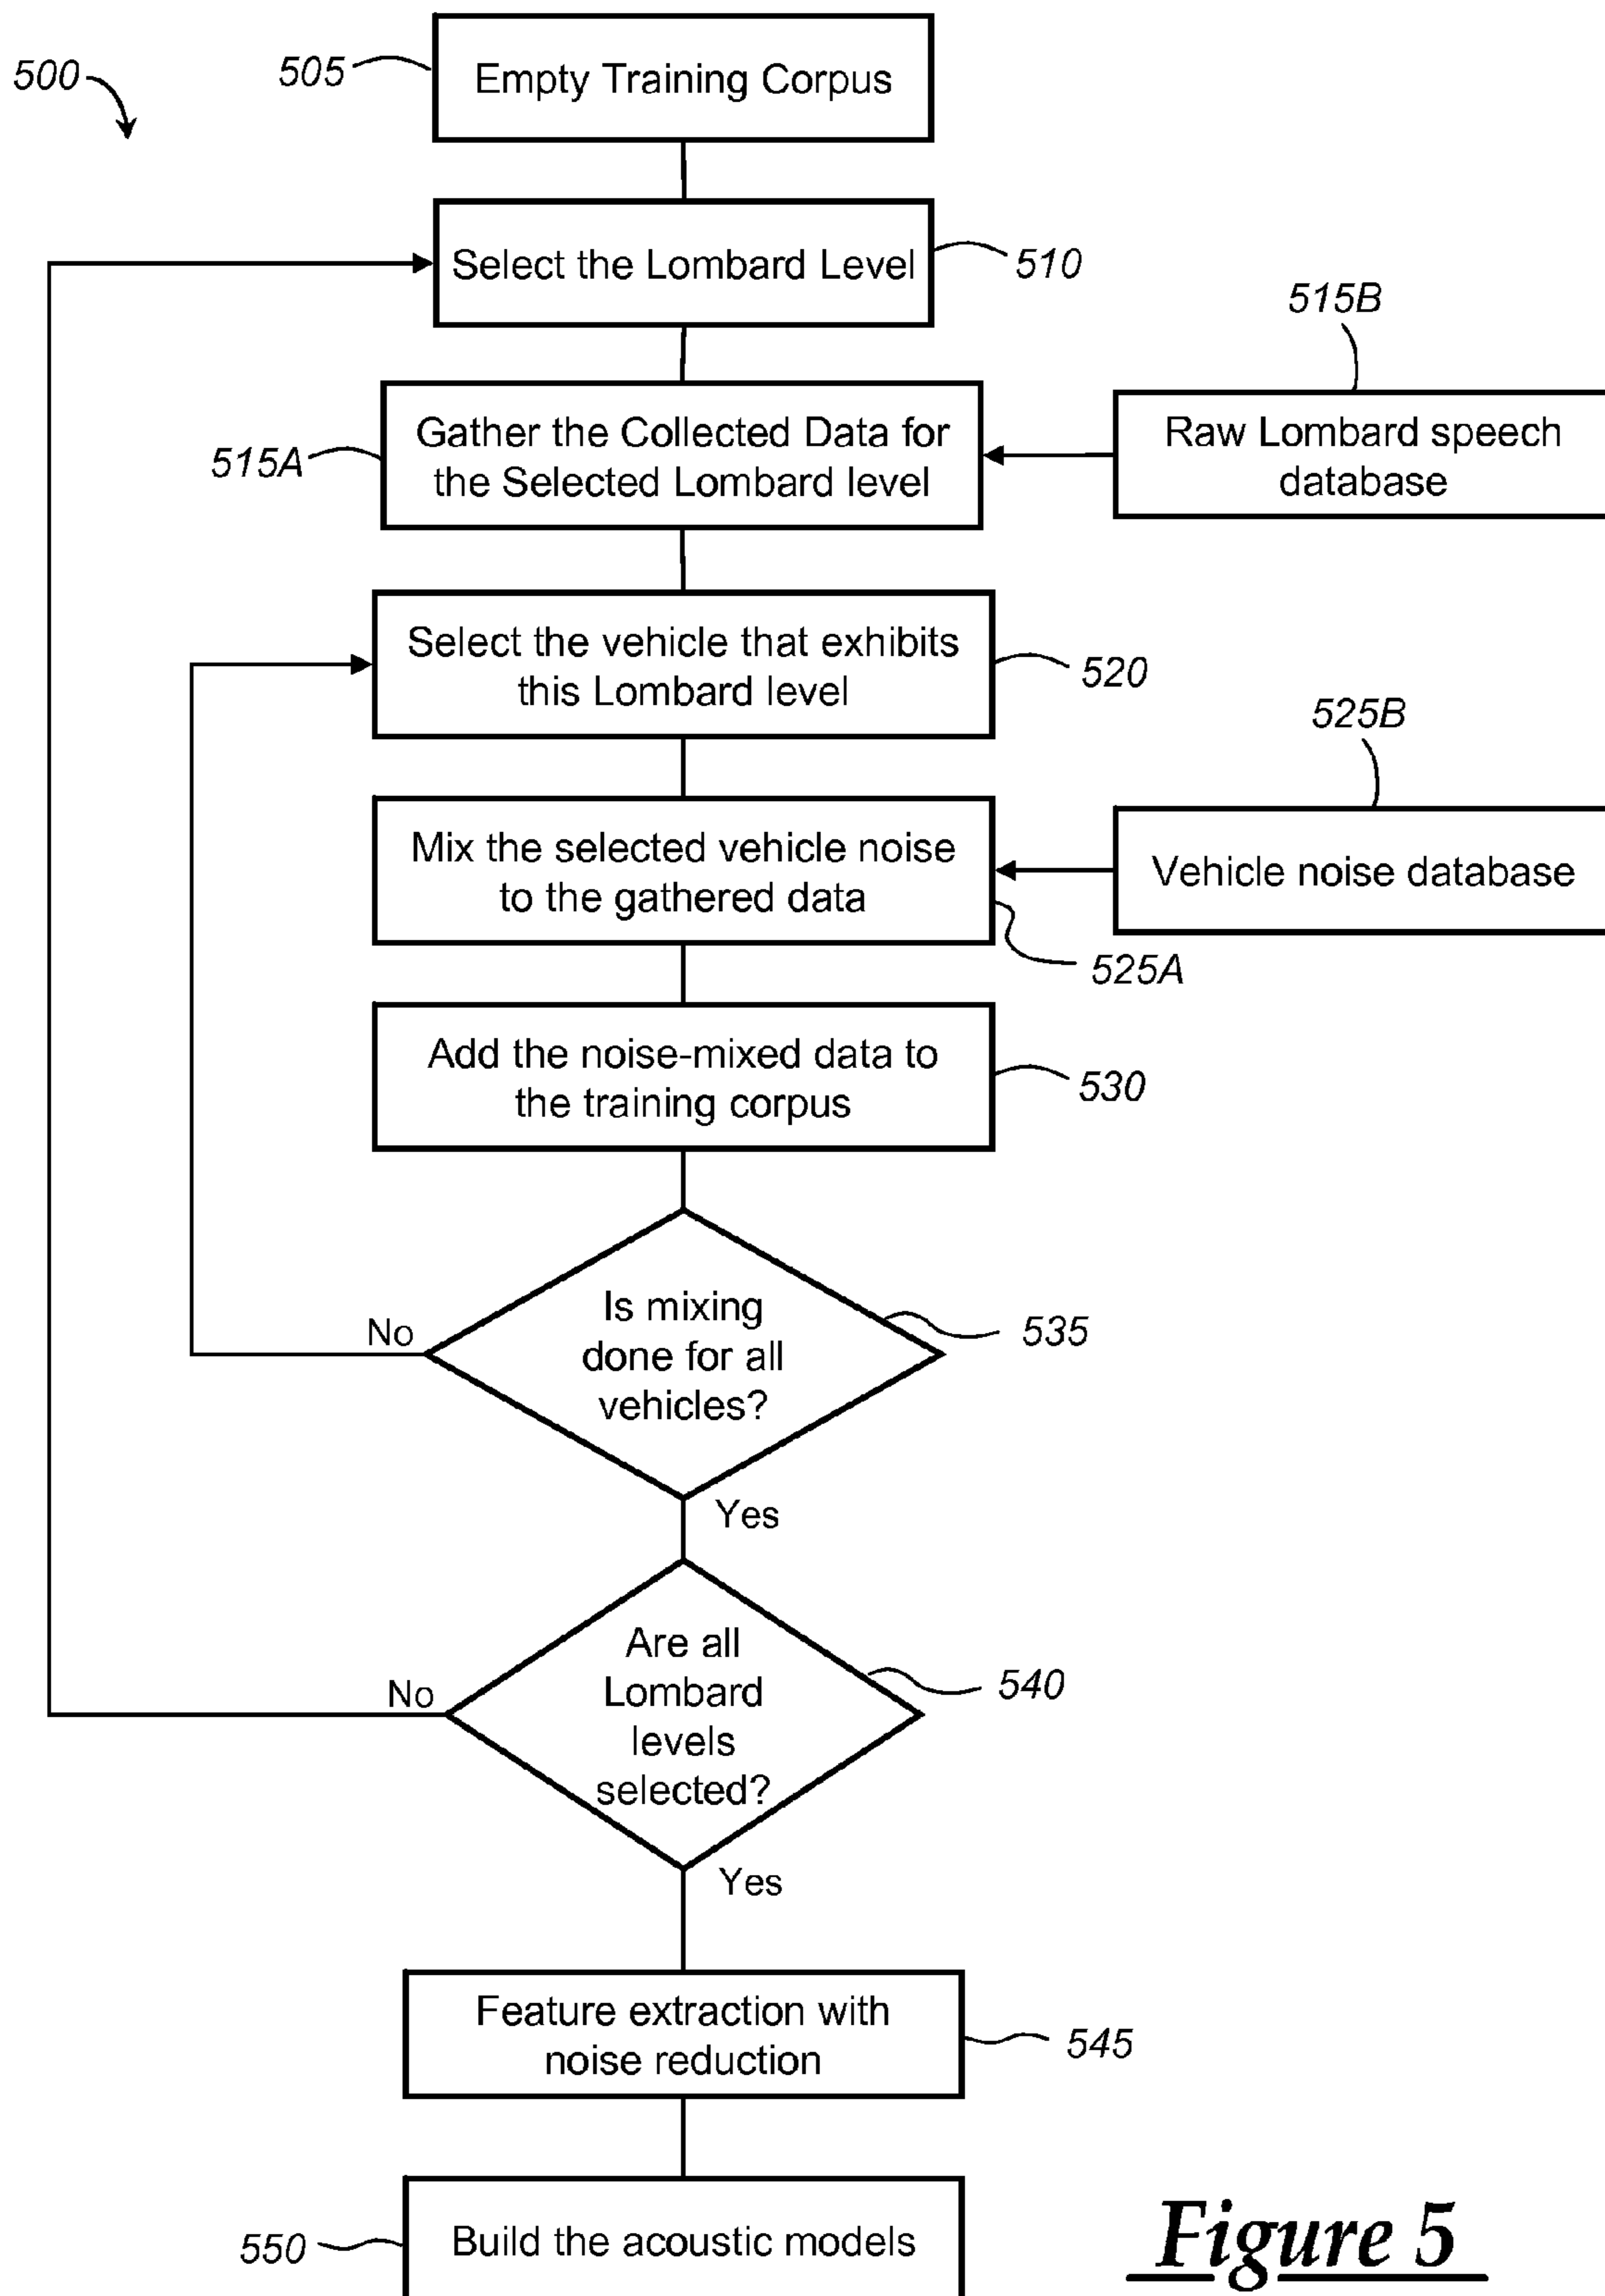 500
505
Empty Training Corpus
Select the Lombard Level
510
515B
Gather the Collected Data for
the Selected Lombard level
515A
Raw Lombard speech
database
Select the vehicle that exhibits
this Lombard level
520
525B
Mix the selected vehicle noise
to the gathered data
Vehicle noise database
525A
Add the noise-mixed data to
the training corpus
530
Is mixing
done for all
vehicles?
535
No
Yes
Are all
Lombard
levels
selected?
540
No
Yes
Feature extraction with
noise reduction
545
550
Build the acoustic models
Figure 5